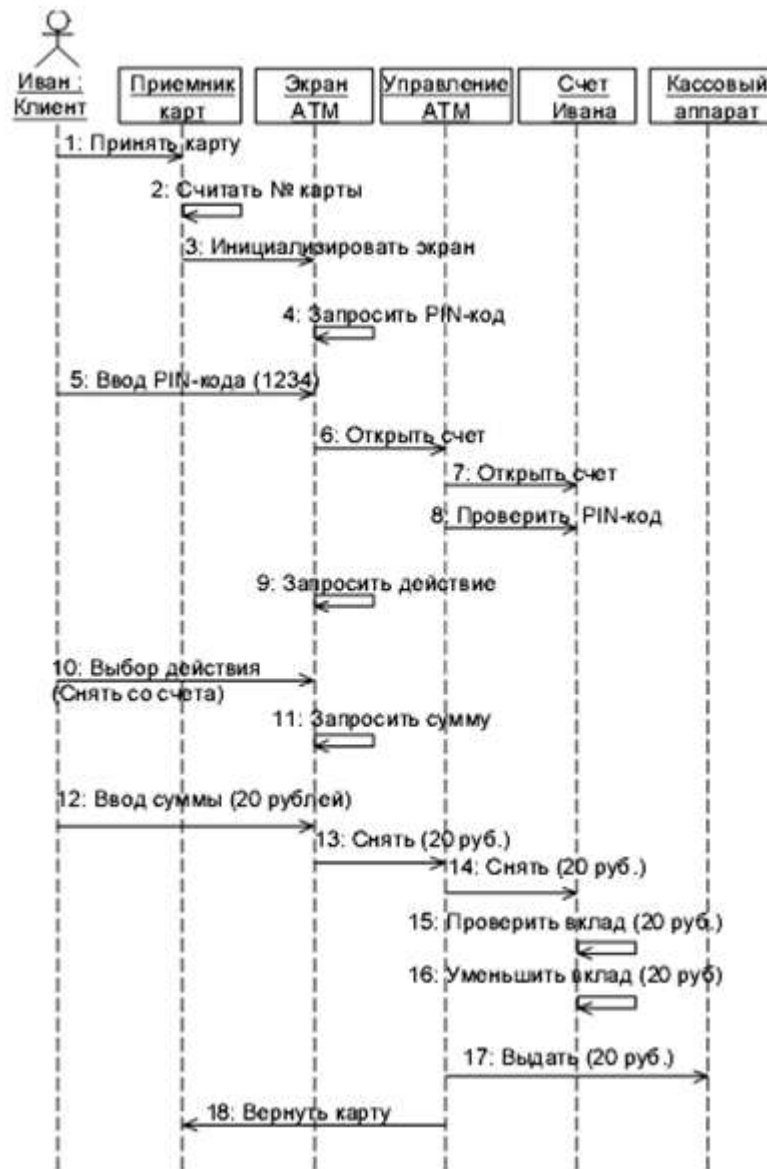 Иван :
Клиент
Приемник
карт
Экран
АТМ
Управление
АТМ
Счет
Ивана
Кассовый
аппарат
1: Принять карту
2: Считать № карты
3: Инициализировать экран
4: Запросить PIN-код
5: Ввод PIN-кода (1234)
6: Открыть счет
7: Открыть счет
8: Проверить PIN-код
9: Запросить действие
10: Выбор действия
(Снять со счета)
11: Запросить сумму
12: Ввод суммы (20 рублей)
13: Снять (20 руб.)
14: Снять (20 руб.)
15: Проверить вклад (20 руб.)
16: Уменьшить вклад (20 руб)
17: Выдать (20 руб.)
18: Вернуть карту